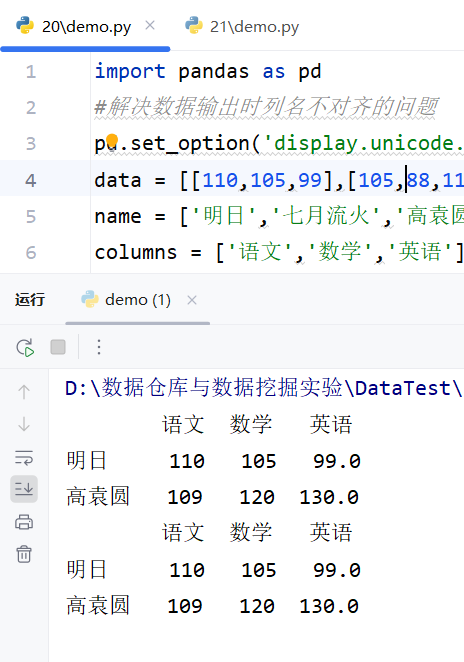 20\demo.py 21\demo.py
1 import pandas as pd
2 #解决数据输出时列名不对齐的问题
3 pd.set_option('display.unicode.
4 data = [[110,105,99],[105,88,11
5 name = ['明日','七月流火','高袁圆
6 columns = ['语文','数学','英语']
运行 demo (1)
D:\数据仓库与数据挖掘实验\DataTest\
语文 数学 英语
明日 110 105 99.0
高袁圆 109 120 130.0
语文 数学 英语
明日 110 105 99.0
高袁圆 109 120 130.0